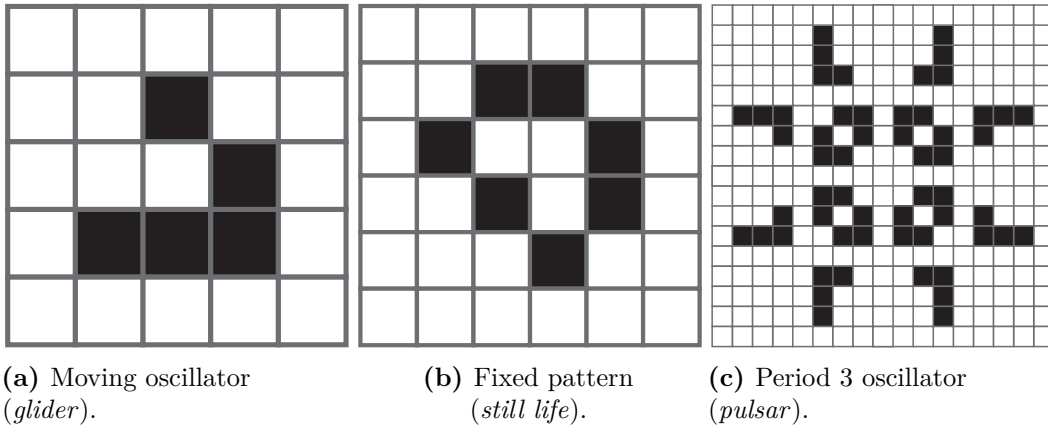 (a) Moving oscillator
(glider).
(b) Fixed pattern
(still life).
(c) Period 3 oscillator
(pulsar).